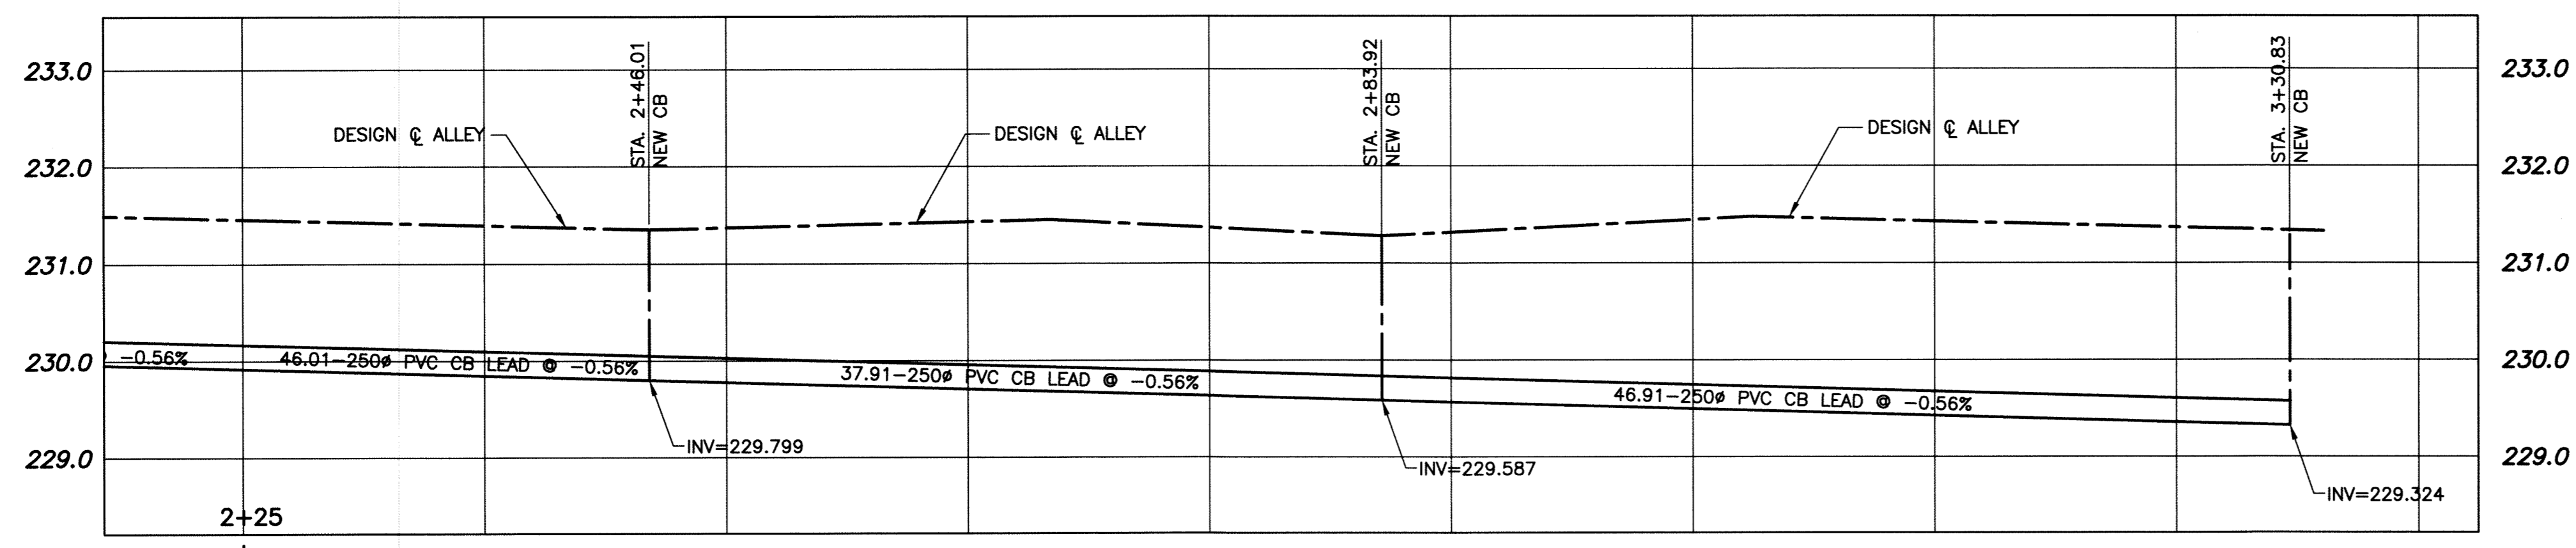 STA. 2+46.01
NEW CB
STA. 2+83.92
NEW CB
STA. 3+30.83
NEW CB
233.0
233.0
DESIGN ℄ ALLEY
DESIGN ℄ ALLEY
DESIGN ℄ ALLEY
232.0
232.0
231.0
231.0
230.0
-0.56%
46.01-250ø PVC CB LEAD @ -0.56%
37.91-250ø PVC CB LEAD @ -0.56%
46.91-250ø PVC CB LEAD @ -0.56%
230.0
INV=229.799
INV=229.587
INV=229.324
229.0
229.0
2+25